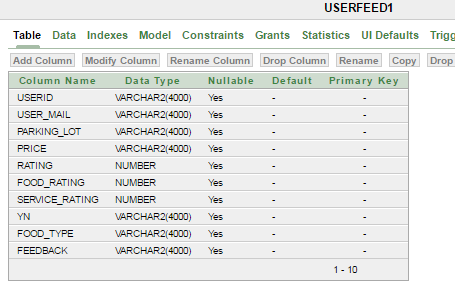 USERFEED1
Table Data Indexes Model Constraints Grants Statistics UI Defaults Trigg
Add Column Modify Column Rename Column Drop Column Rename Copy Drop
Column Name Data Type Nullable Default Primary Key
USERID VARCHAR2(4000) Yes - -
USER_MAIL VARCHAR2(4000) Yes - -
PARKING_LOT VARCHAR2(4000) Yes - -
PRICE VARCHAR2(4000) Yes - -
RATING NUMBER Yes - -
FOOD_RATING NUMBER Yes - -
SERVICE_RATING NUMBER Yes - -
YN VARCHAR2(4000) Yes - -
FOOD_TYPE VARCHAR2(4000) Yes - -
FEEDBACK VARCHAR2(4000) Yes - -
1 - 10